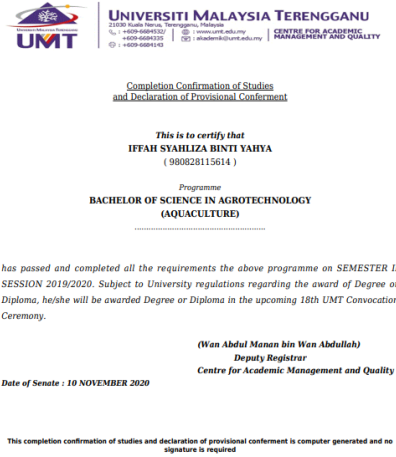 UNIVERSITI MALAYSIA TERENGGANU
21030 Kuala Nerus, Terengganu, Malaysia
: +609-6684532/
: +609-6684335
: +609-6684143
: www.umt.edu.my
: akademik@umt.edu.my
CENTRE FOR ACADEMIC
MANAGEMENT AND QUALITY
UNIVERSITI MALAYSIA TERENGGANU
UMT
Completion Confirmation of Studies
and Declaration of Provisional Conferment
This is to certify that
IFFAH SYAHLIZA BINTI YAHYA
( 980828115614 )
Programme
BACHELOR OF SCIENCE IN AGROTECHNOLOGY
(AQUACULTURE)
........................................................
has passed and completed all the requirements the above programme on SEMESTER II
SESSION 2019/2020. Subject to University regulations regarding the award of Degree or
Diploma, he/she will be awarded Degree or Diploma in the upcoming 18th UMT Convocation
Ceremony.
(Wan Abdul Manan bin Wan Abdullah)
Deputy Registrar
Centre for Academic Management and Quality
Date of Senate : 10 NOVEMBER 2020
This completion confirmation of studies and declaration of provisional conferment is computer generated and no
signature is required